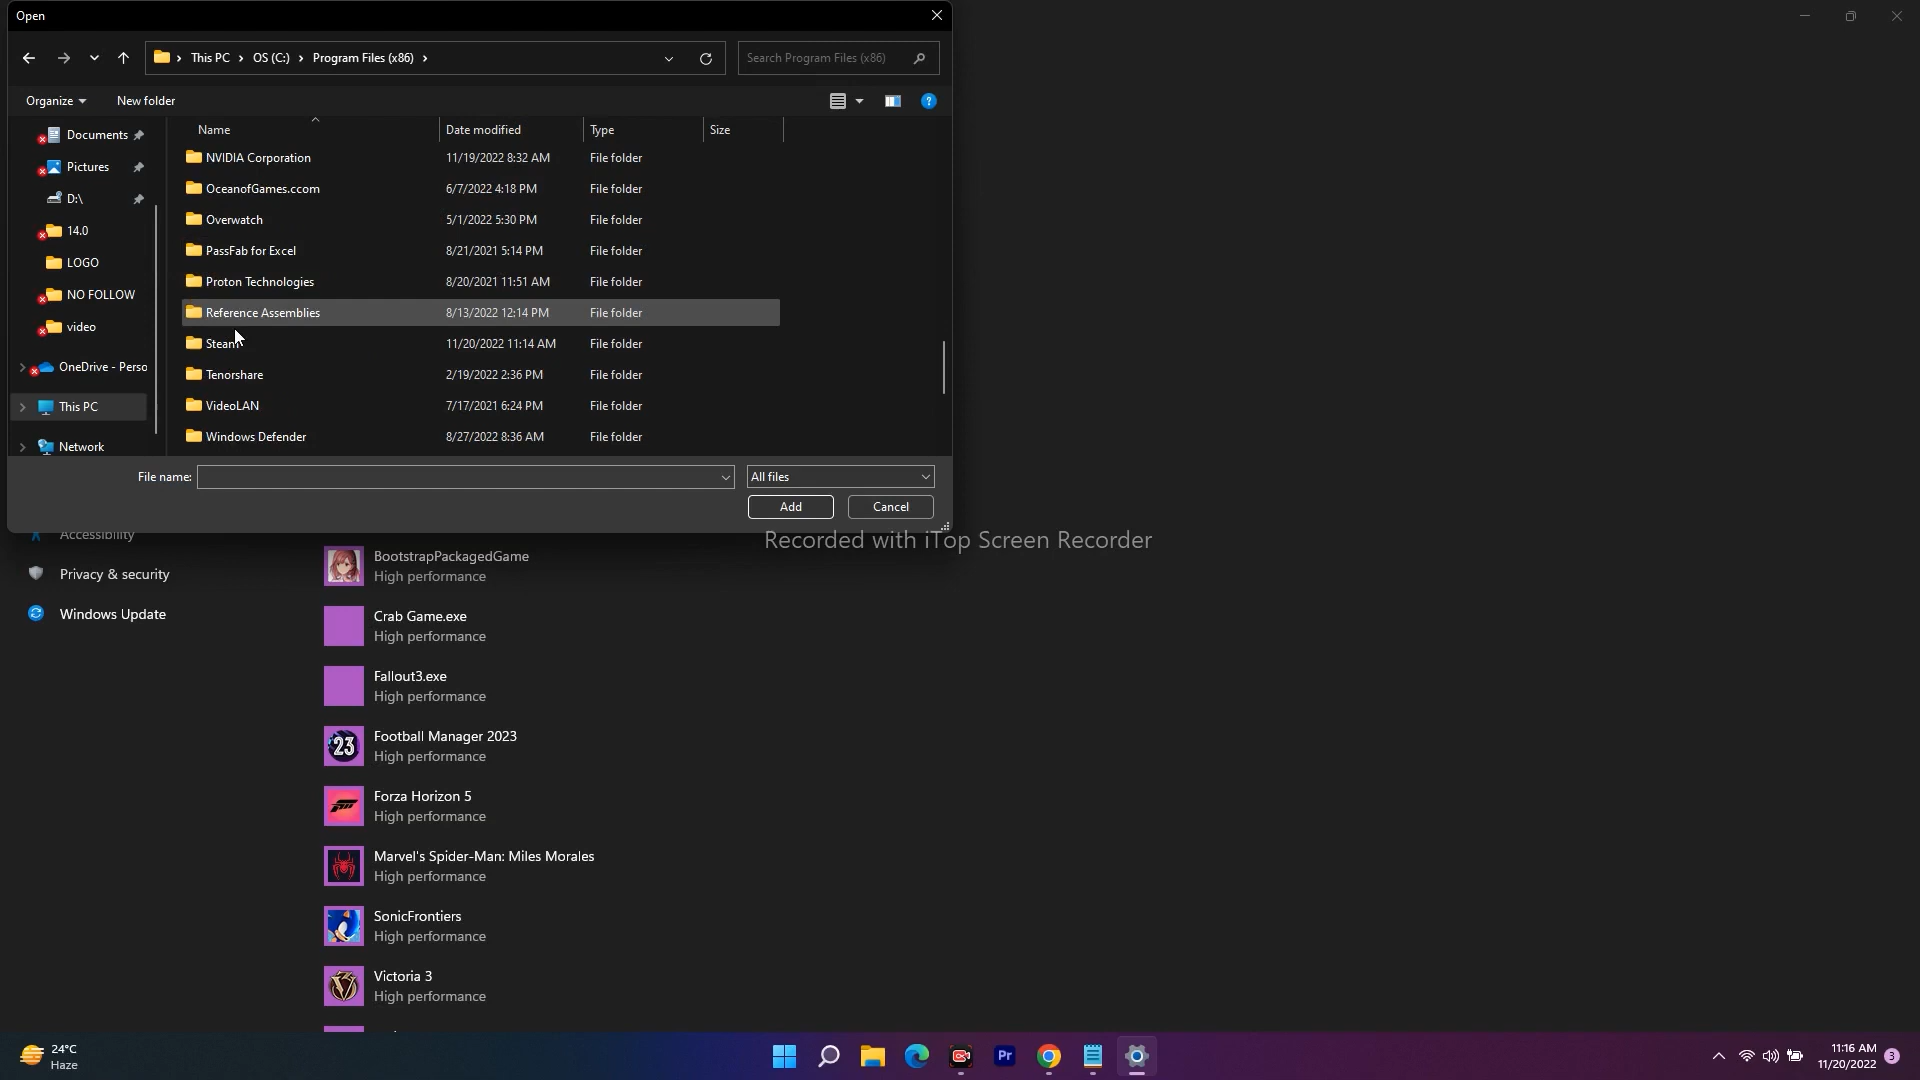 Open
This PC
OS (C:)
Program Files (x86)
Search Program Files (x86)
Organize
New folder
Name
Date modified
Type
Size
Documents
Pictures
D:\
14.0
LOGO
NO FOLLOW
video
OneDrive - Perso
This PC
Network
NVIDIA Corporation 11/19/2022 8:32 AM File folder
OceanofGames.ccom 6/7/2022 4:18 PM File folder
Overwatch 5/1/2022 5:30 PM File folder
PassFab for Excel 8/21/2021 5:14 PM File folder
Proton Technologies 8/20/2021 11:51 AM File folder
Reference Assemblies 8/13/2022 12:14 PM File folder
Steam 11/20/2022 11:14 AM File folder
Tenorshare 2/19/2022 2:36 PM File folder
VideoLAN 7/17/2021 6:24 PM File folder
Windows Defender 8/27/2022 8:36 AM File folder
File name:
All files
Add
Cancel
Accessibility
Privacy & security
Windows Update
Recorded with iTop Screen Recorder
BootstrapPackagedGame
High performance
Crab Game.exe
High performance
Fallout3.exe
High performance
23
Football Manager 2023
High performance
Forza Horizon 5
High performance
Marvel's Spider-Man: Miles Morales
High performance
SonicFrontiers
High performance
Victoria 3
High performance
24°C
Haze
Pr
11:16 AM
11/20/2022
3